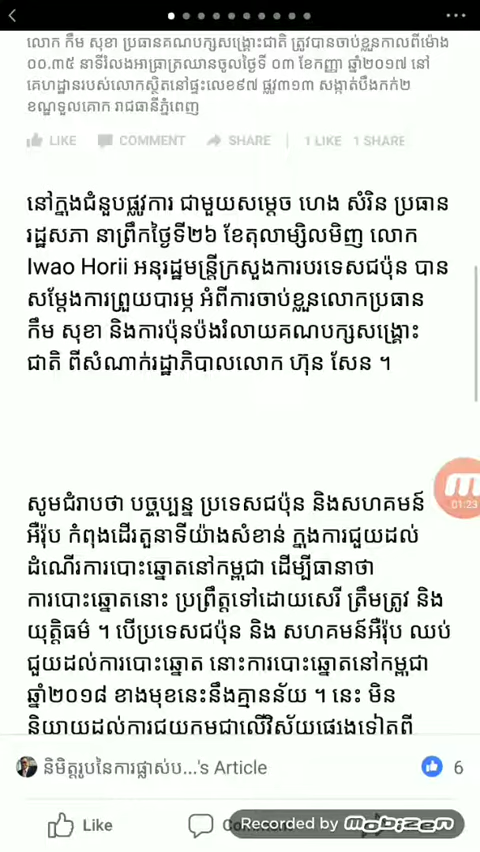 លោក កឹម សុខា ប្រធានគណបក្សសង្គ្រោះជាតិ ត្រូវបានចាប់ខ្លួនកាលពីម៉ោង
០០.៣៥ នាទីរំលងអាធ្រាត្រឈានចូលថ្ងៃទី ០៣ ខែកញ្ញា ឆ្នាំ២០១៧ នៅ
គេហដ្ឋានរបស់លោកស្ថិតនៅផ្ទះលេខ៩៧ ផ្លូវ៣១៣ សង្កាត់បឹងកក់២
ខណ្ឌទួលគោក រាជធានីភ្នំពេញ
LIKE COMMENT SHARE 1 LIKE 1 SHARE
នៅក្នុងជំនួបផ្លូវការ ជាមួយសម្តេច ហេង សំរិន ប្រធាន
រដ្ឋសភា នាព្រឹកថ្ងៃទី២៦ ខែតុលាម្សិលមិញ លោក
Iwao Horii អនុរដ្ឋមន្ត្រីក្រសួងការបរទេសជប៉ុន បាន
សម្តែងការព្រួយបារម្ភ អំពីការចាប់ខ្លួនលោកប្រធាន
កឹម សុខា និងការប៉ុនប៉ងរំលាយគណបក្សសង្គ្រោះ
ជាតិ ពីសំណាក់រដ្ឋាភិបាលលោក ហ៊ុន សែន ។
01:23
សូមជំរាបថា បច្ចុប្បន្ន ប្រទេសជប៉ុន និងសហគមន៍
អឺរ៉ុប កំពុងដើរតួនាទីយ៉ាងសំខាន់ ក្នុងការជួយដល់
ដំណើរការបោះឆ្នោតនៅកម្ពុជា ដើម្បីធានាថា
ការបោះឆ្នោតនោះ ប្រព្រឹត្តទៅដោយសេរី ត្រឹមត្រូវ និង
យុត្តិធម៌ ។ បើប្រទេសជប៉ុន និង សហគមន៍អឺរ៉ុប ឈប់
ជួយដល់ការបោះឆ្នោត នោះការបោះឆ្នោតនៅកម្ពុជា
ឆ្នាំ២០១៨ ខាងមុខនេះនឹងគ្មានន័យ ។ នេះ មិន
និយាយដល់ការជួយកម្ពុជាលើវិស័យផ្សេងទៀតពី
និមិត្តរូបនៃការផ្លាស់ប...'s Article 6
Like
Recorded by mobizen